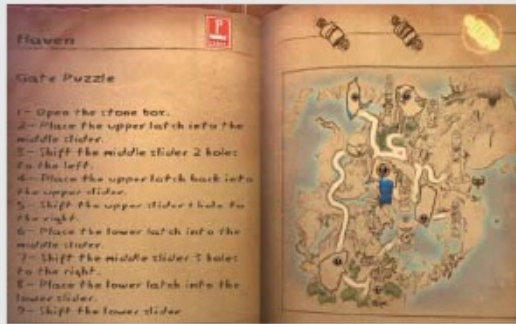 Haven
Gate Puzzle
1- Open the stone box.
2- Place the upper latch into the
middle slider.
3- Shift the middle slider 2 holes
to the left.
4- Place the upper latch back into
the upper slider.
5- Shift the upper slider 1 hole to
the right.
6- Place the lower latch into the
middle slider.
7- Shift the middle slider 3 holes
to the right.
8- Place the lower latch into the
lower slider.
9- Shift the lower slider